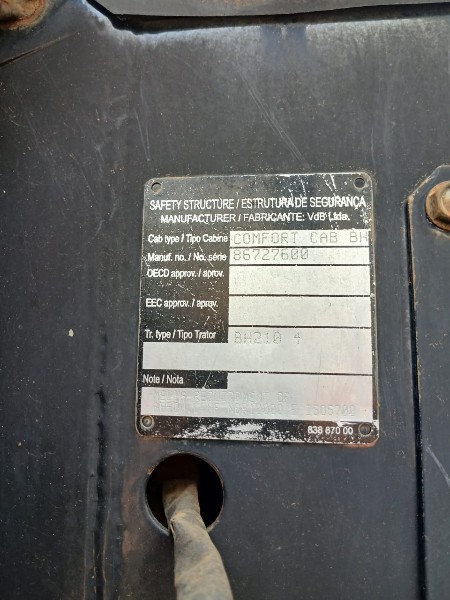 SAFETY STRUCTURE / ESTRUTURA DE SEGURANÇA
MANUFACTURER / FABRICANTE: VdB Ltda.
Cab type / Tipo Cabine COMFORT CAB BH
Manuf. no. / No. série 86727600
OECD approv. / aprov.
EEC approv. / aprov.
Tr. type / Tipo Trator BH210 4
Note / Nota
838 670 00